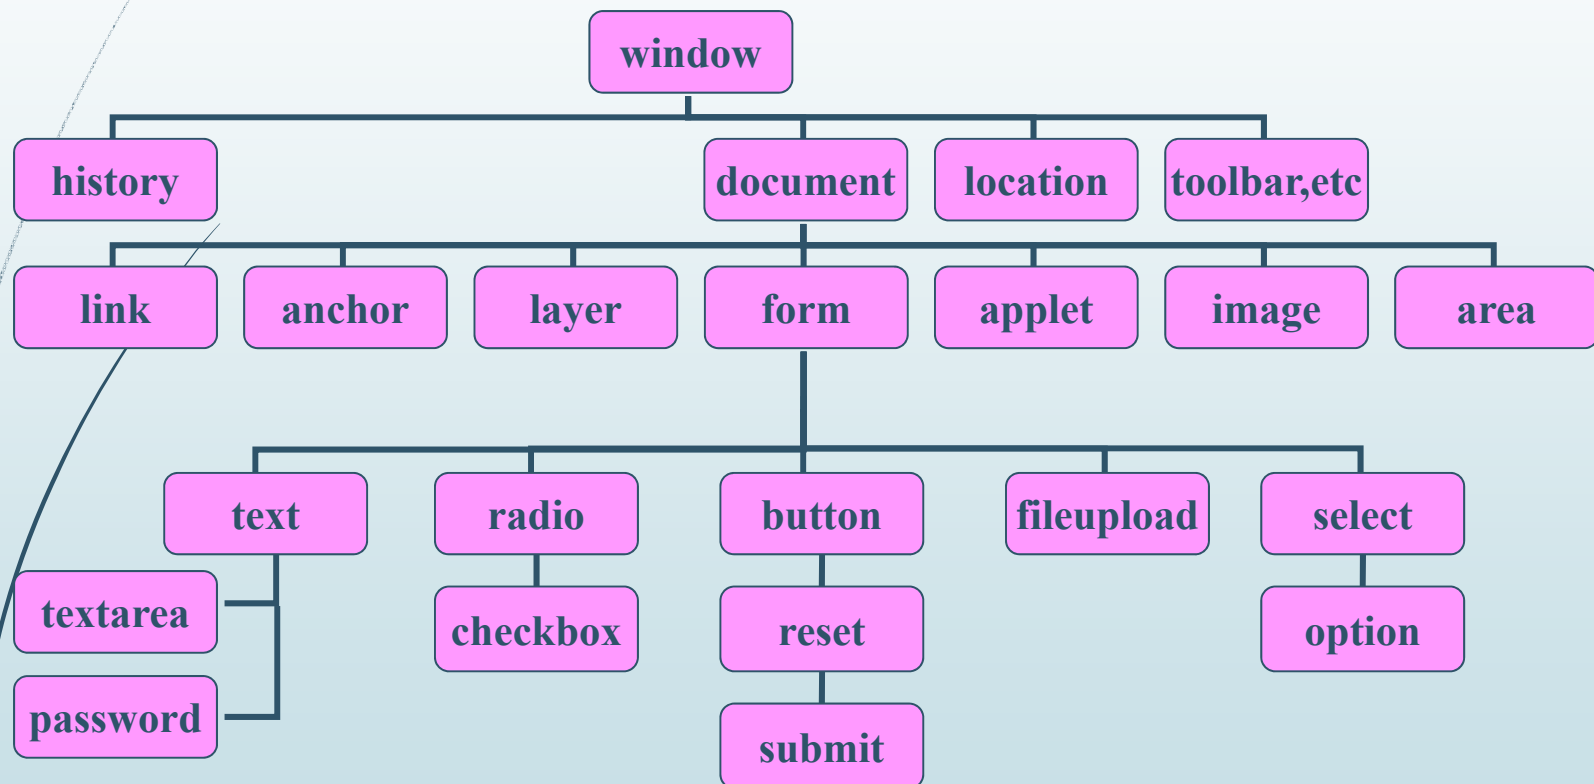 window
history
document
location
toolbar,etc
link
anchor
layer
form
applet
image
area
text
radio
button
fileupload
select
textarea
checkbox
reset
option
password
submit